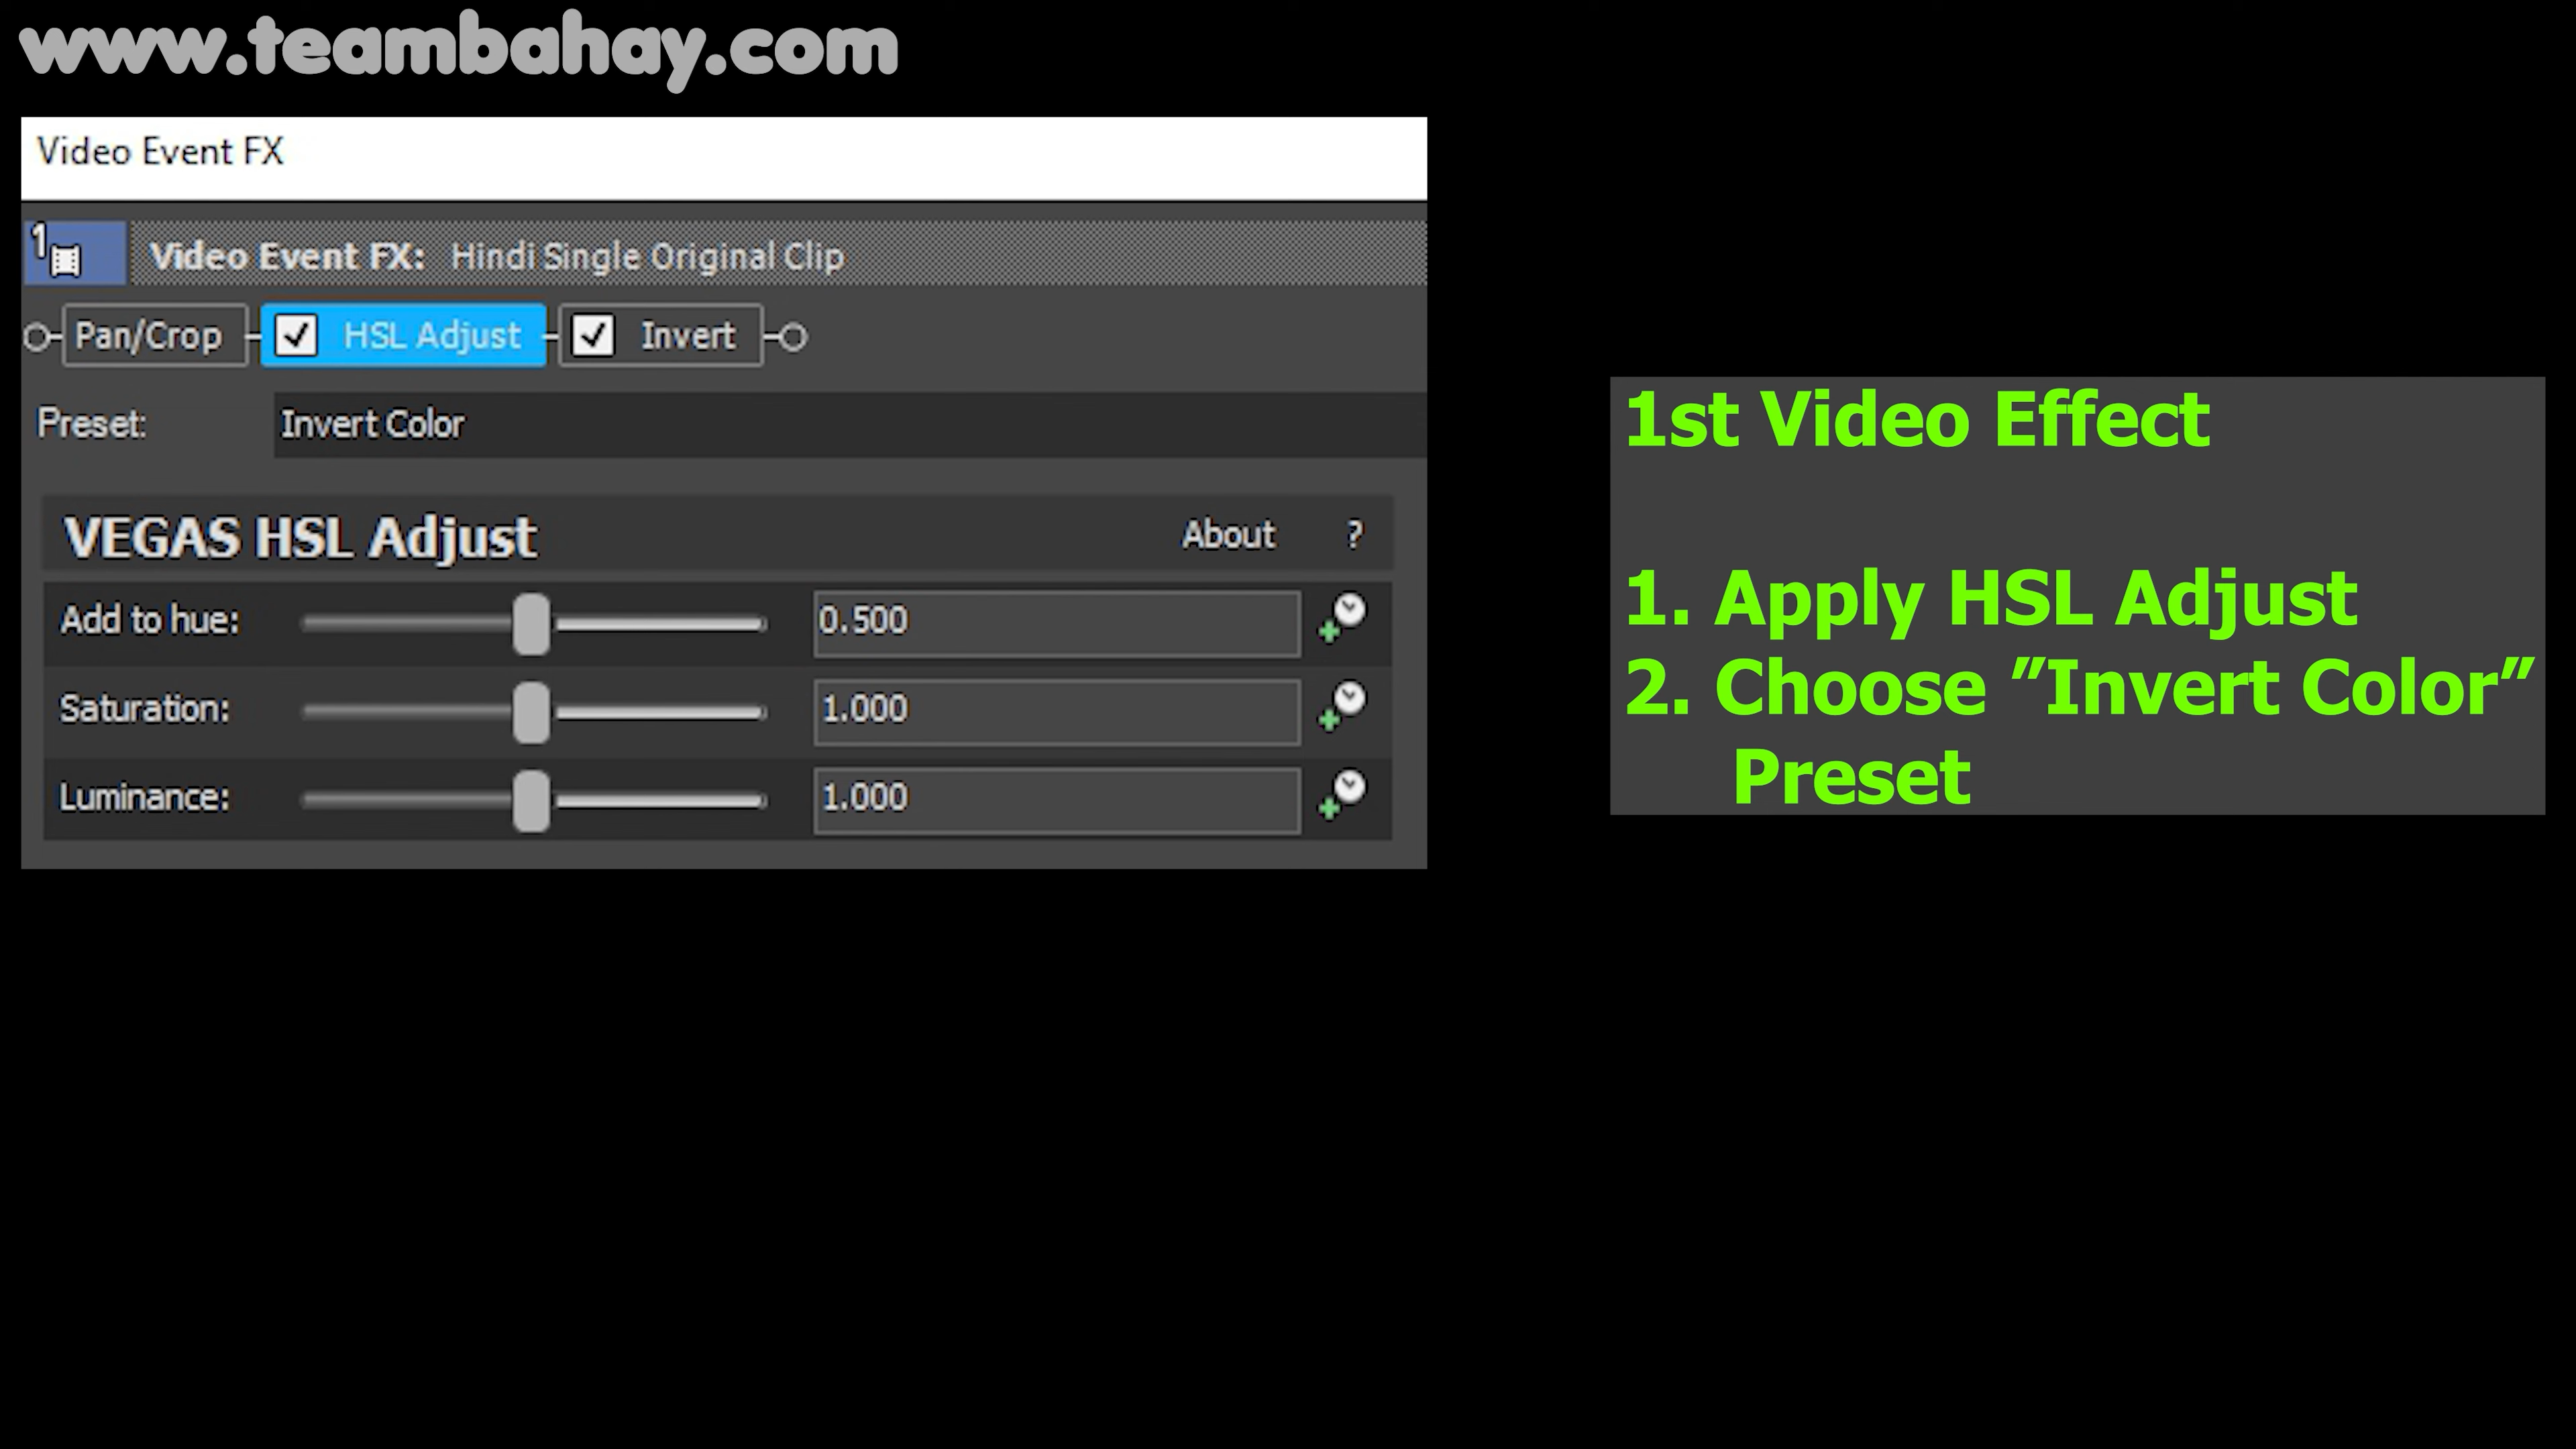 www.teambahay.com
Video Event FX
1
Video Event FX: Hindi Single Original Clip
Pan/Crop HSL Adjust Invert
Preset: Invert Color
VEGAS HSL Adjust About ?
Add to hue: 0.500
Saturation: 1.000
Luminance: 1.000
1st Video Effect
1. Apply HSL Adjust
2. Choose "Invert Color"
Preset